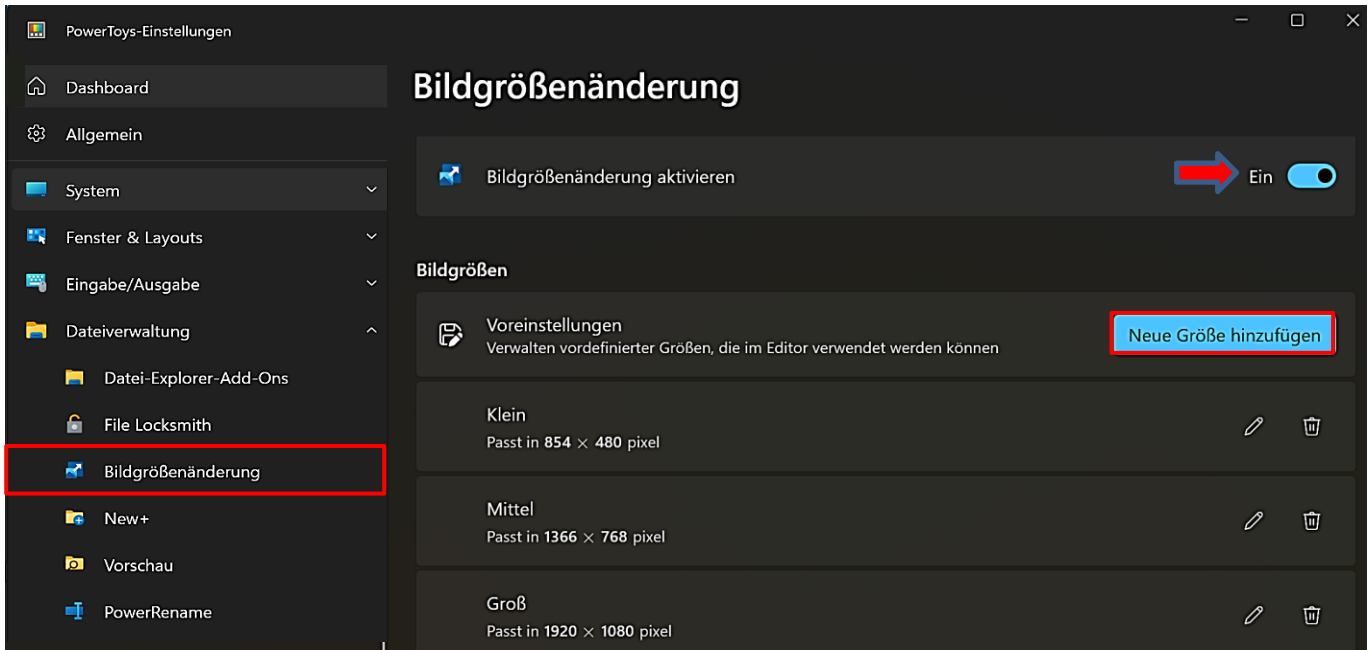 PowerToys-Einstellungen
Dashboard
Allgemein
System
Fenster & Layouts
Eingabe/Ausgabe
Dateiverwaltung
Datei-Explorer-Add-Ons
File Locksmith
Bildgrößenänderung
New+
Vorschau
PowerRename
Bildgrößenänderung
Bildgrößenänderung aktivieren
Ein
Bildgrößen
Voreinstellungen
Verwalten vordefinierter Größen, die im Editor verwendet werden können
Neue Größe hinzufügen
Klein
Passt in 854 × 480 pixel
Mittel
Passt in 1366 × 768 pixel
Groß
Passt in 1920 × 1080 pixel